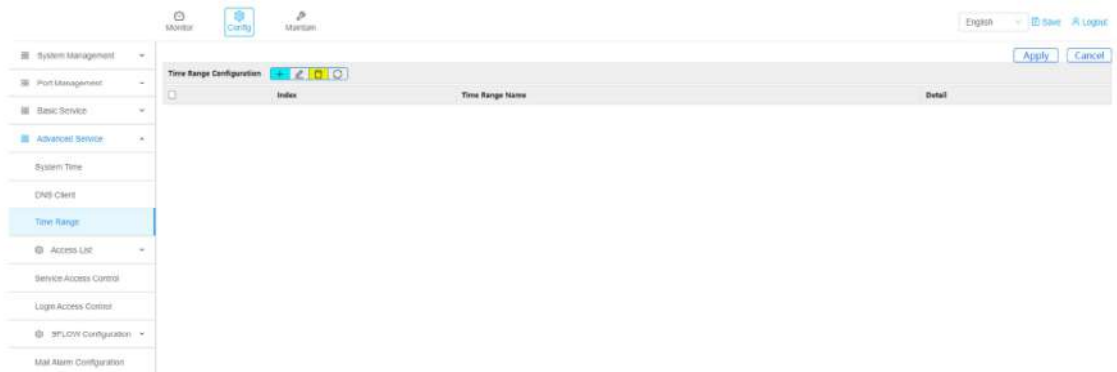 Monitor Config Maintain English Save Logout
System Management
Apply Cancel
Time Range Configuration
Port Management
Index Time Range Name Detail
Basic Service
Advanced Service
System Time
DNS Client
Time Range
Access List
Service Access Control
Login Access Control
SFLOW Configuration
Mail Alarm Configuration